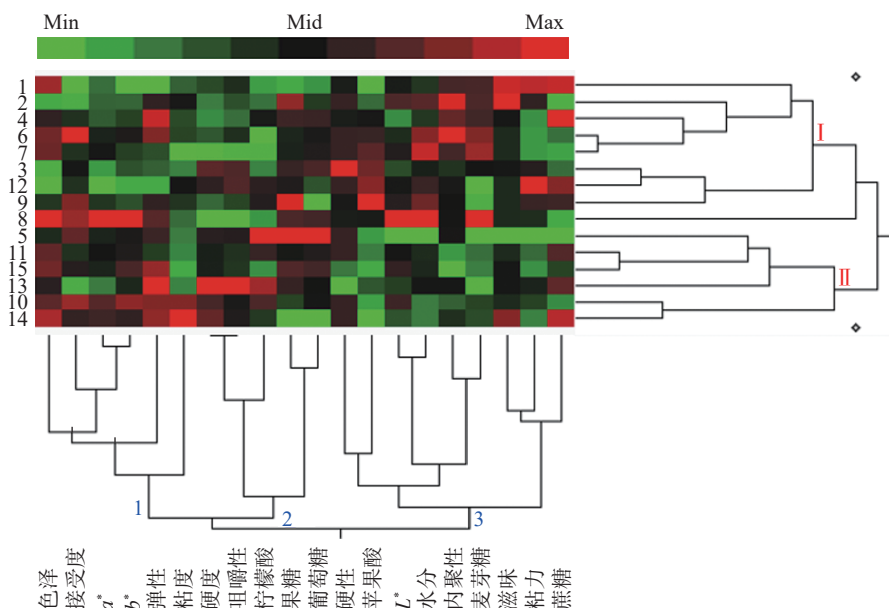 Min Mid Max
1
2
4
6
7
3
12
9
8
5
11
15
13
10
14
I
II
1 2 3
色泽
接受度
a*
b*
弹性
粘度
硬度
咀嚼性
柠檬酸
果糖
葡萄糖
硬性
苹果酸
L*
水分
内聚性
麦芽糖
滋味
粘力
蔗糖